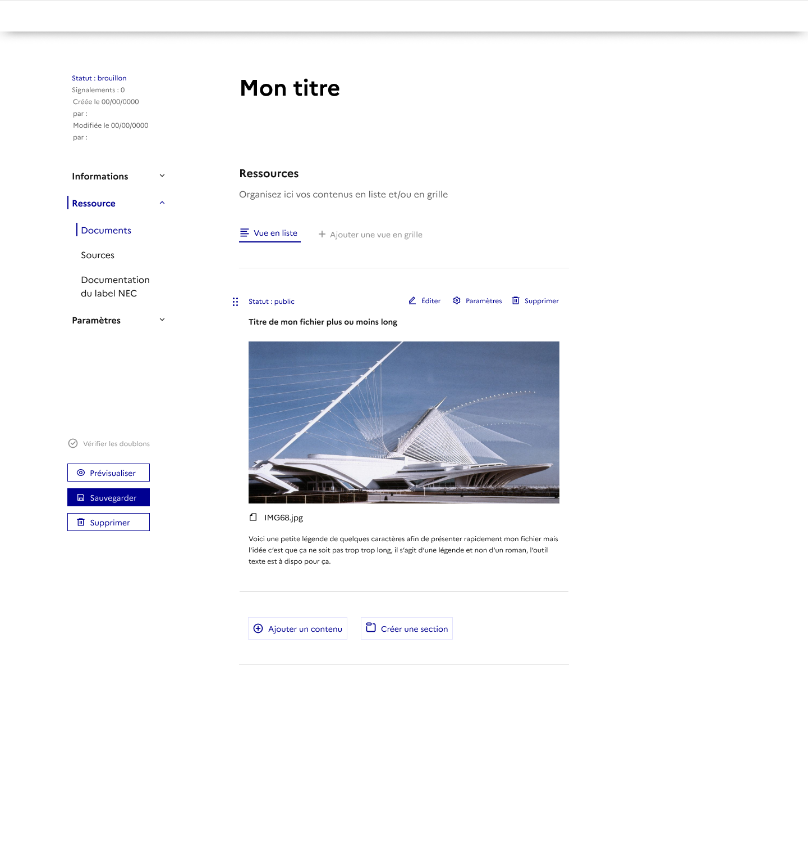 Statut : brouillon
Signalements : 0
Créée le 00/00/0000
par :
Modifiée le 00/00/0000
par :
Informations
Ressource
Documents
Sources
Documentation
du label NEC
Paramètres
Vérifier les doublons
Prévisualiser
Sauvegarder
Supprimer
Mon titre
Ressources
Organisez ici vos contenus en liste et/ou en grille
Vue en liste
Ajouter une vue en grille
Statut : public
Éditer
Paramètres
Supprimer
Titre de mon fichier plus ou moins long
IMG68.jpg
Voici une petite légende de quelques caractères afin de présenter rapidement mon fichier mais
l'idée c'est que ça ne soit pas trop trop long, il s'agit d'une légende et non d'un roman, l'outil
texte est à dispo pour ça.
Ajouter un contenu
Créer une section